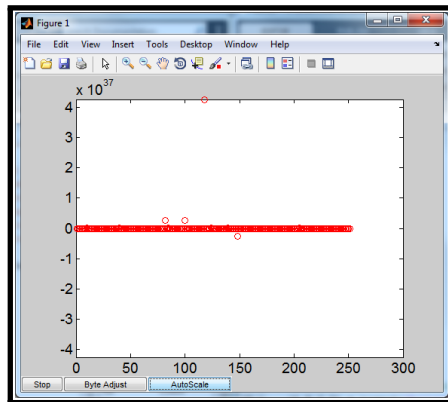 Figure 1
File Edit View Insert Tools Desktop Window Help
x 10^37
4
3
2
1
0
-1
-2
-3
-4
0 50 100 150 200 250 300
Stop Byte Adjust AutoScale